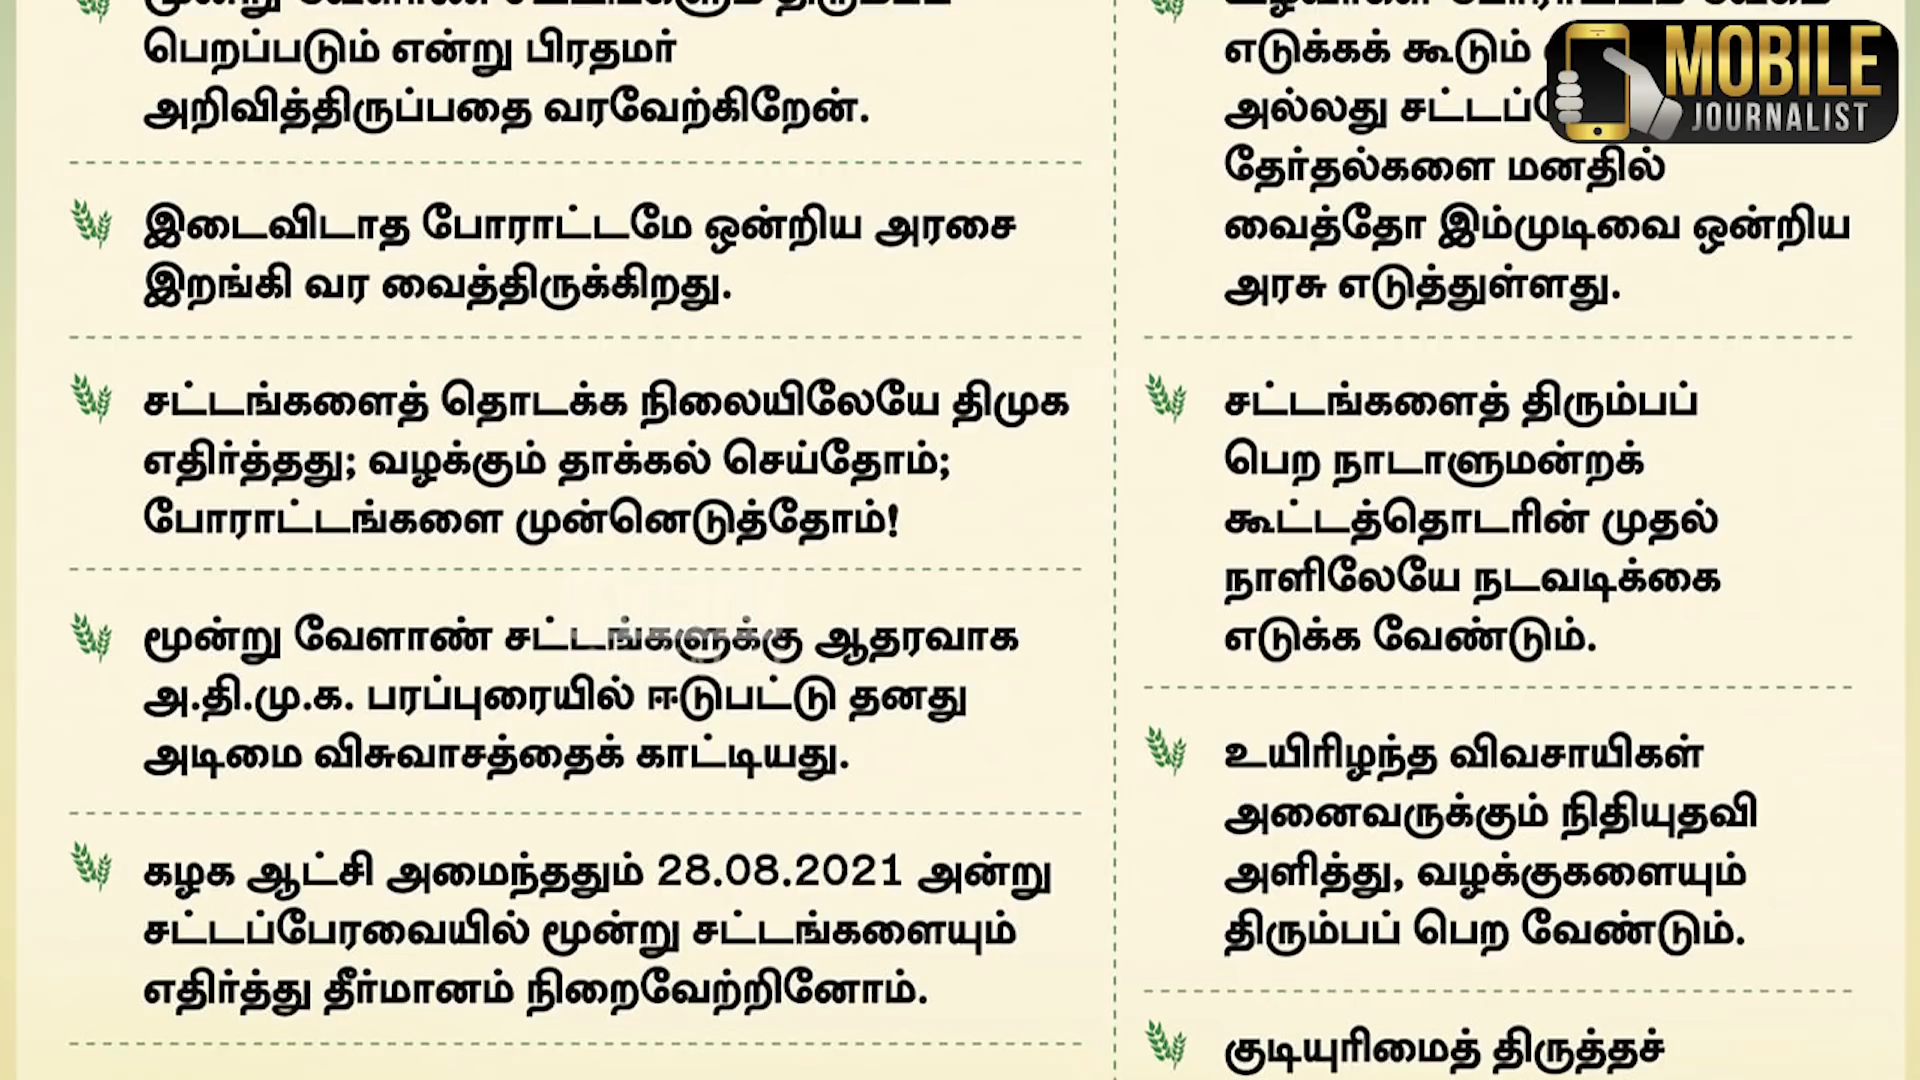 மூன்று வேளாண் சட்டங்களும் திரும்பப்
பெறப்படும் என்று பிரதமர்
அறிவித்திருப்பதை வரவேற்கிறேன்.
இடைவிடாத போராட்டமே ஒன்றிய அரசை
இறங்கி வர வைத்திருக்கிறது.
சட்டங்களைத் தொடக்க நிலையிலேயே திமுக
எதிர்த்தது; வழக்கும் தாக்கல் செய்தோம்;
போராட்டங்களை முன்னெடுத்தோம்!
மூன்று வேளாண் சட்டங்களுக்கு ஆதரவாக
அ.தி.மு.க. பரப்புரையில் ஈடுபட்டு தனது
அடிமை விசுவாசத்தைக் காட்டியது.
கழக ஆட்சி அமைந்ததும் 28.08.2021 அன்று
சட்டப்பேரவையில் மூன்று சட்டங்களையும்
எதிர்த்து தீர்மானம் நிறைவேற்றினோம்.
எடுக்கக் கூடும்
அல்லது
தேர்தல்களை மனதில்
வைத்தோ இம்முடிவை ஒன்றிய
அரசு எடுத்துள்ளது.
சட்டங்களைத் திரும்பப்
பெற நாடாளுமன்றக்
கூட்டத்தொடரின் முதல்
நாளிலேயே நடவடிக்கை
எடுக்க வேண்டும்.
உயிரிழந்த விவசாயிகள்
அனைவருக்கும் நிதியுதவி
அளித்து, வழக்குகளையும்
திரும்பப் பெற வேண்டும்.
குடியுரிமைத் திருத்தச்
MOBILE
JOURNALIST